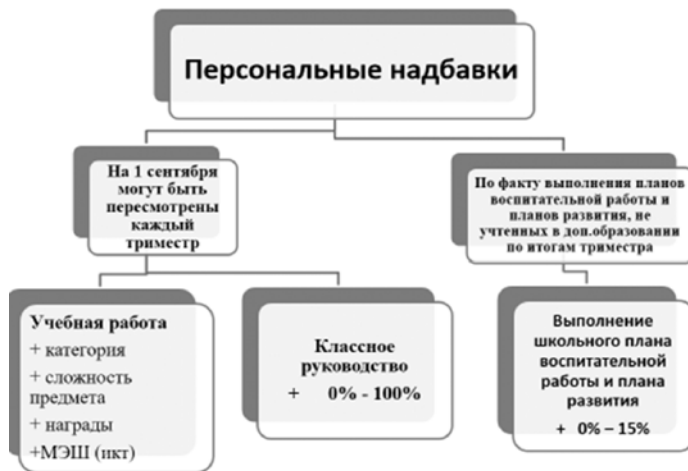 Персональные надбавки
На 1 сентября
могут быть
пересмотрены
каждый
триместр
По факту выполнения планов
воспитательной работы и
планов развития, не
учтенных в доп.образовании
по итогам триместра
Учебная работа
+ категория
+ сложность
предмета
+ награды
+МЭШ (икт)
Классное
руководство
+ 0% - 100%
Выполнение
школьного плана
воспитательной
работы и плана
развития
+ 0% – 15%